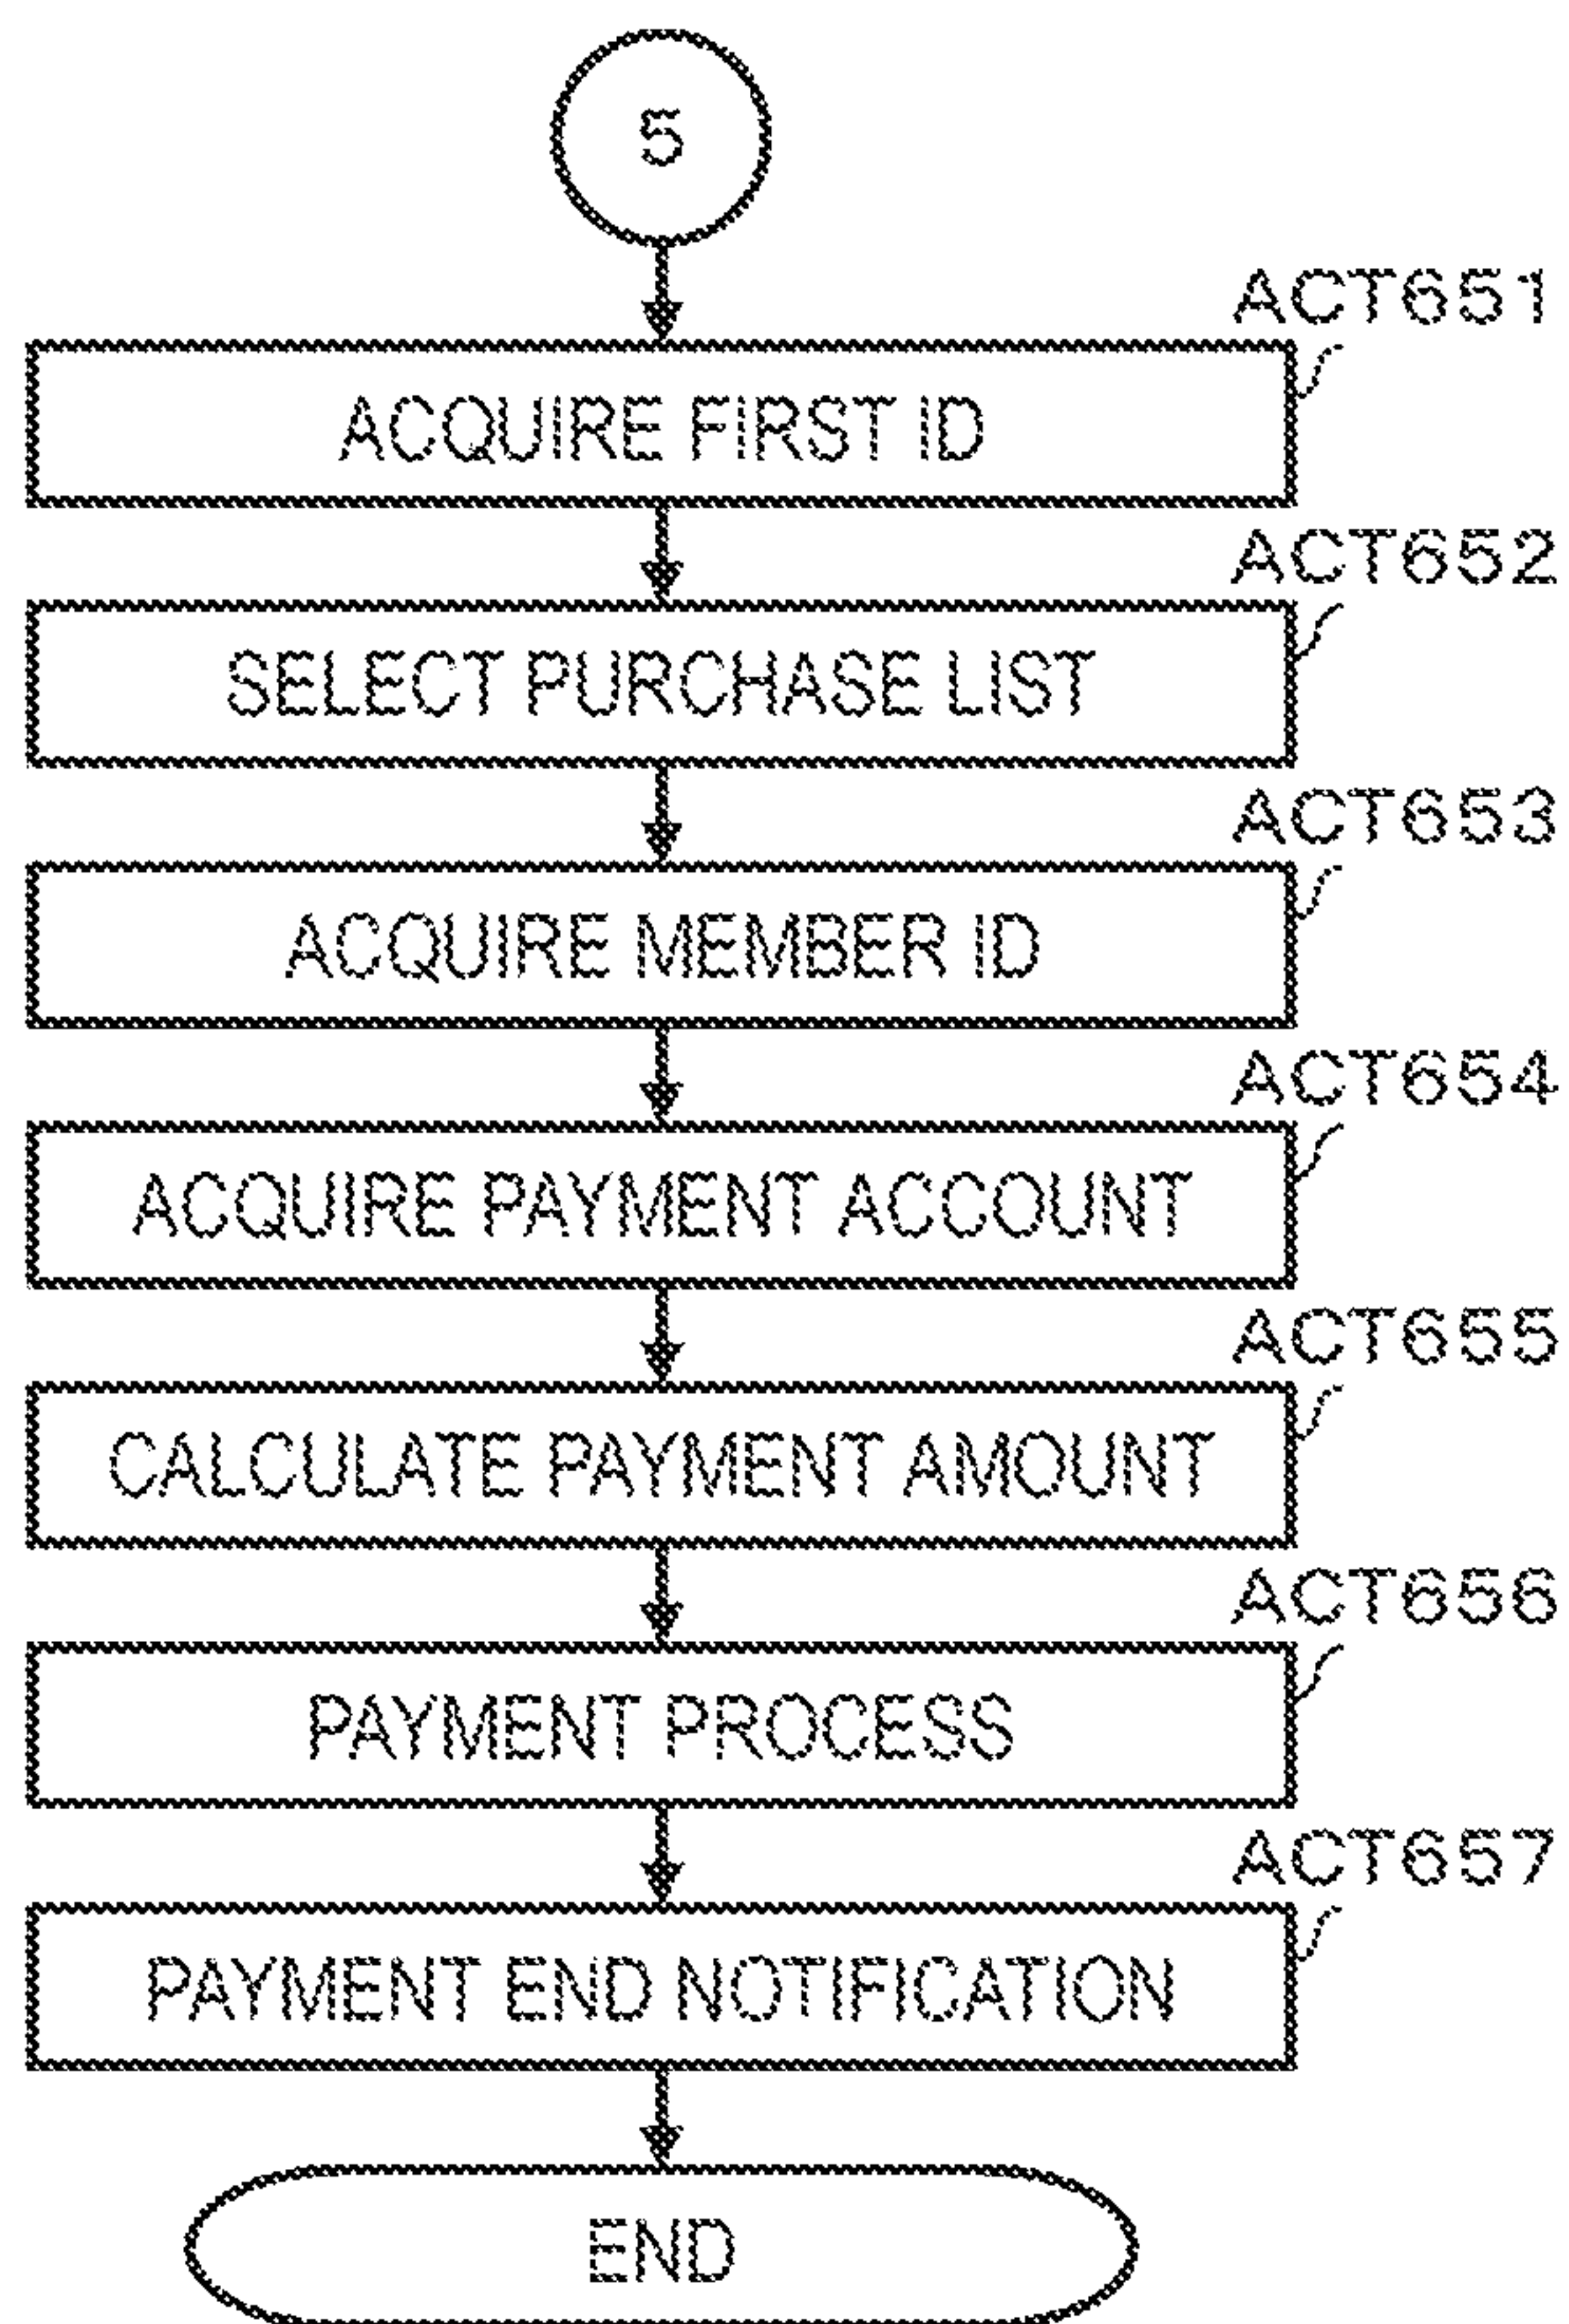 5
ACT651
ACQUIRE FIRST ID
ACT652
SELECT PURCHASE LIST
ACT653
ACQUIRE MEMBER ID
ACT654
ACQUIRE PAYMENT ACCOUNT
ACT655
CALCULATE PAYMENT AMOUNT
ACT656
PAYMENT PROCESS
ACT657
PAYMENT END NOTIFICATION
END